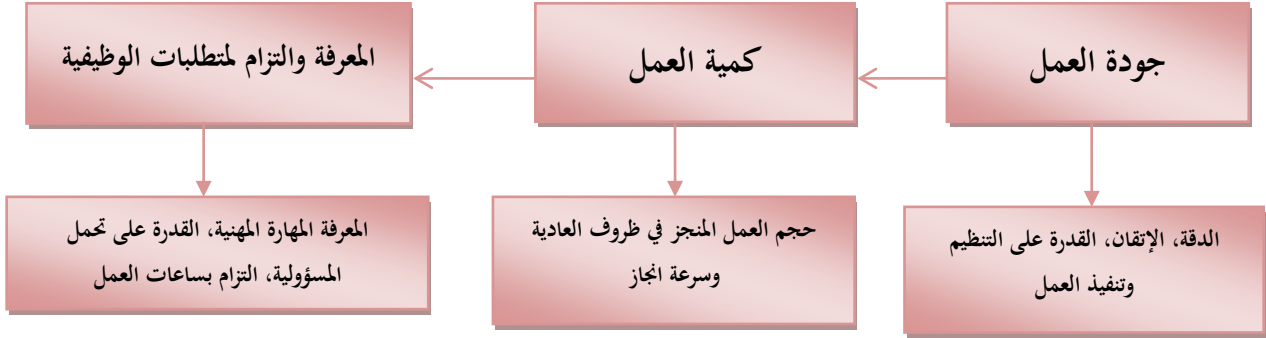 جودة العمل
كمية العمل
المعرفة والتزام لمتطلبات الوظيفية
الدقة، الإتقان، القدرة على التنظيم
وتنفيذ العمل
حجم العمل المنجز في ظروف العادية
وسرعة انجاز
المعرفة المهارة المهنية، القدرة على تحمل
المسؤولية، التزام بساعات العمل